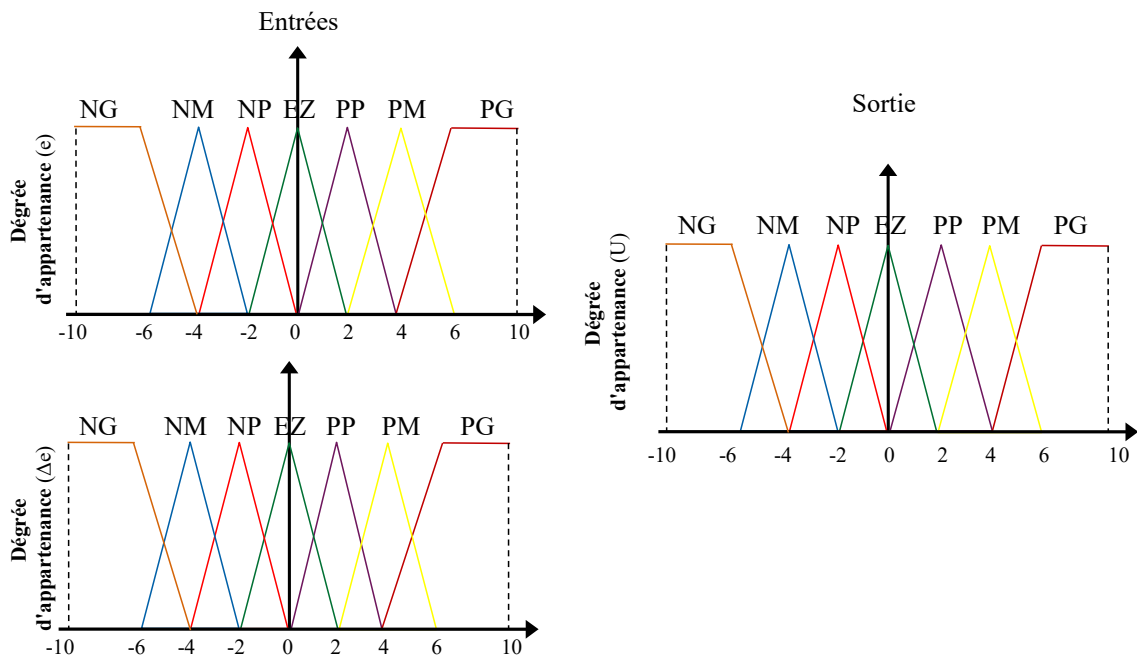 Entrées
NG NM NP EZ PP PM PG
Dégrée
d'appartenance (e)
-10 -6 -4 -2 0 2 4 6 10
NG NM NP EZ PP PM PG
Dégrée
d'appartenance (Δe)
-10 -6 -4 -2 0 2 4 6 10
Sortie
NG NM NP EZ PP PM PG
Dégrée
d'appartenance (U)
-10 -6 -4 -2 0 2 4 6 10